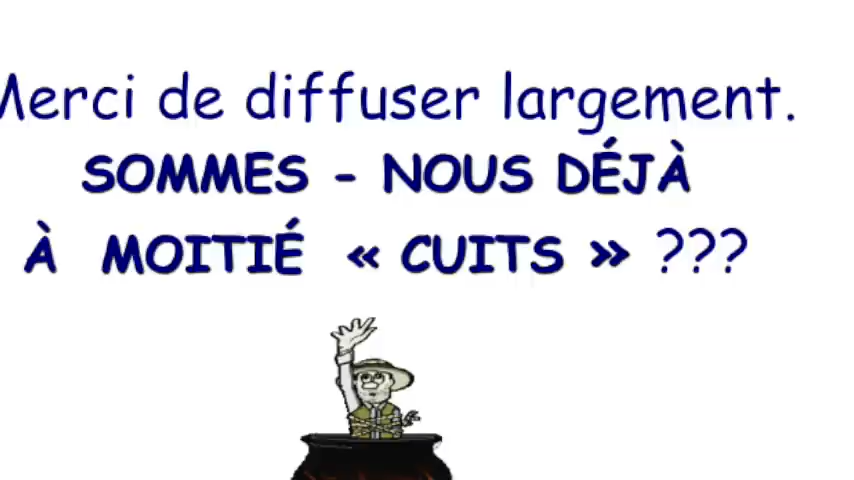 Merci de diffuser largement.
SOMMES - NOUS DÉJÀ
À MOITIÉ « CUITS » ???